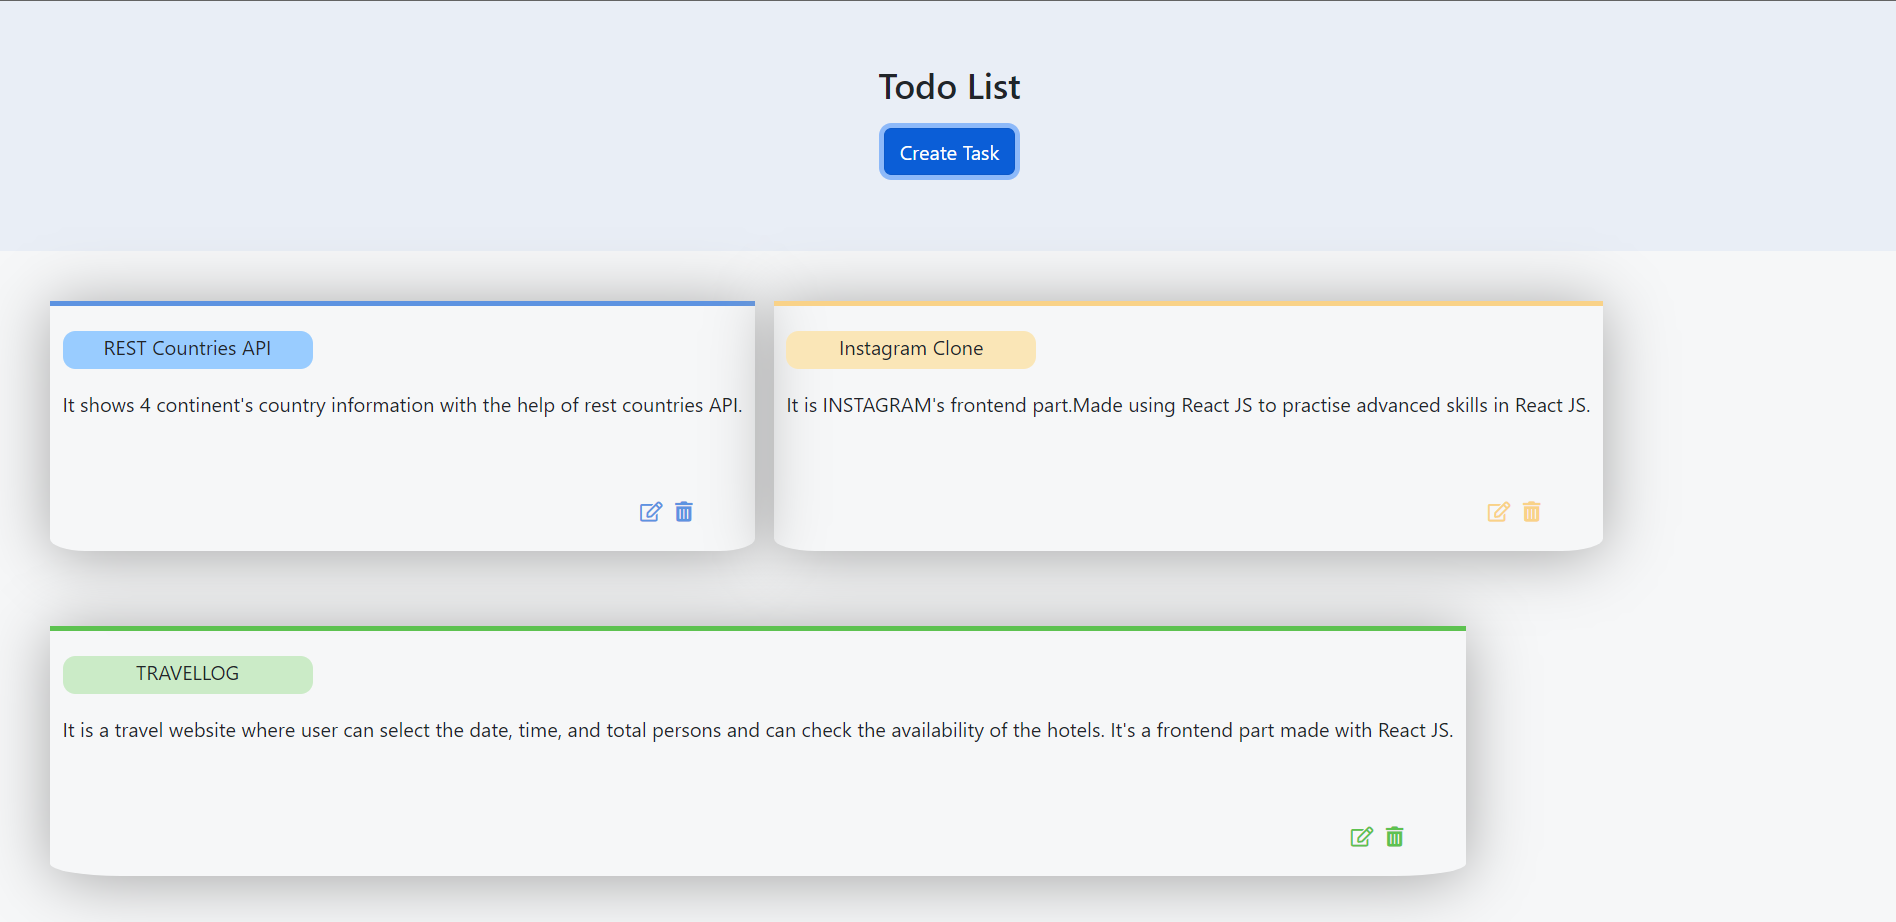 Todo List
Create Task
REST Countries API
It shows 4 continent's country information with the help of rest countries API.
Instagram Clone
It is INSTAGRAM's frontend part.Made using React JS to practise advanced skills in React JS.
TRAVELLOG
It is a travel website where user can select the date, time, and total persons and can check the availability of the hotels. It's a frontend part made with React JS.